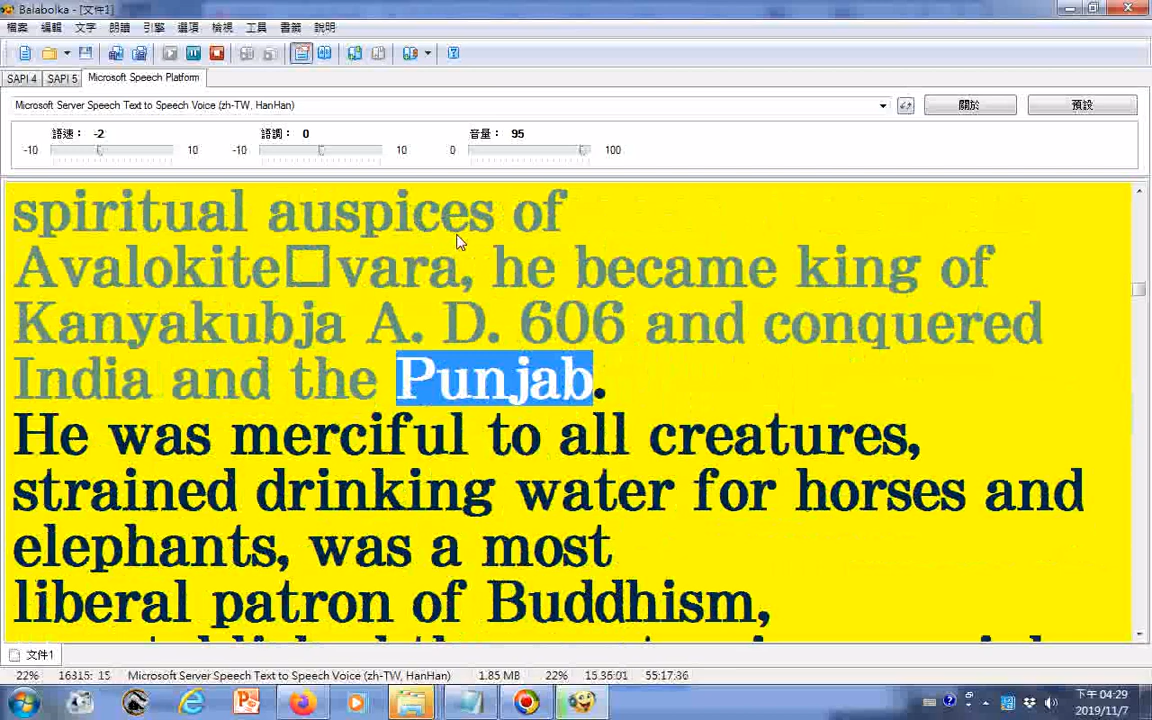 Balabolka - [文件1]
檔案 編輯 文字 朗讀 引擎 選項 檢視 工具 書籤 說明
SAPI 4 SAPI 5 Microsoft Speech Platform
Microsoft Server Speech Text to Speech Voice (zh-TW, HanHan) 關於 預設
語速： -2 語調： 0 音量： 95
-10 10 -10 10 0 100
spiritual auspices of
Avalokite□vara, he became king of
Kanyakubja A. D. 606 and conquered
India and the Punjab.
He was merciful to all creatures,
strained drinking water for horses and
elephants, was a most
liberal patron of Buddhism,
文件1
22% 16315: 15 Microsoft Server Speech Text to Speech Voice (zh-TW, HanHan) 1.85 MB 22% 15:35:01 55:17:36
下午 04:29
2019/11/7